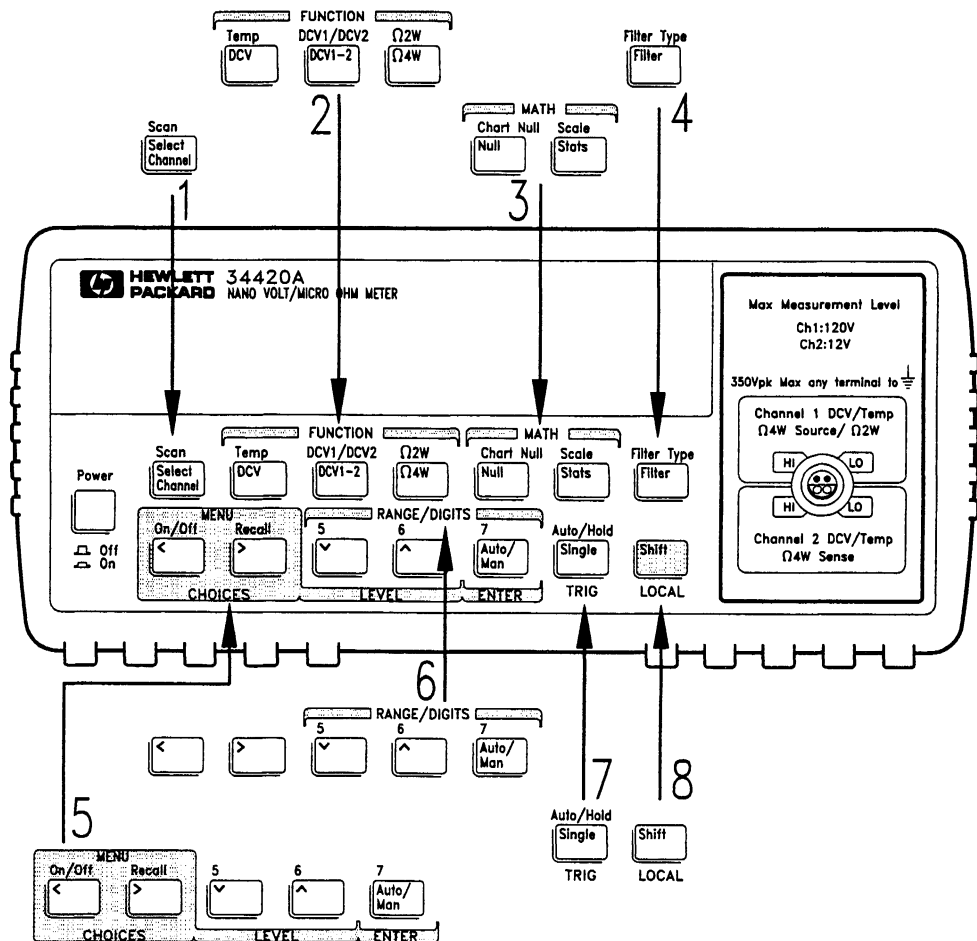 FUNCTION
Temp DCV1/DCV2 Ω2W
DCV DCV1-2 Ω4W
Filter Type
Filter
MATH
Chart Null Scale
Null Stats
Scan
Select
Channel
1
2
3
4
hp HEWLETT PACKARD 34420A
NANO VOLT/MICRO OHM METER
Max Measurement Level
Ch1:120V
Ch2:12V
350Vpk Max any terminal to
Channel 1 DCV/Temp
Ω4W Source/ Ω2W
HI LO
HI LO
Channel 2 DCV/Temp
Ω4W Sense
FUNCTION MATH
Power
Scan Temp DCV1/DCV2 Ω2W Chart Null Scale Filter Type
Select Channel DCV DCV1-2 Ω4W Null Stats Filter
MENU RANGE/DIGITS
On/Off Recall 5 6 7 Auto/Hold
< > ˅ ^ Auto/Man Single Shift
Off
On
CHOICES LEVEL ENTER TRIG LOCAL
6
RANGE/DIGITS
5 6 7
< > ˅ ^ Auto/Man
7
8
Auto/Hold
Single Shift
TRIG LOCAL
5
MENU
On/Off Recall 5 6 7
< > ˅ ^ Auto/Man
CHOICES LEVEL ENTER